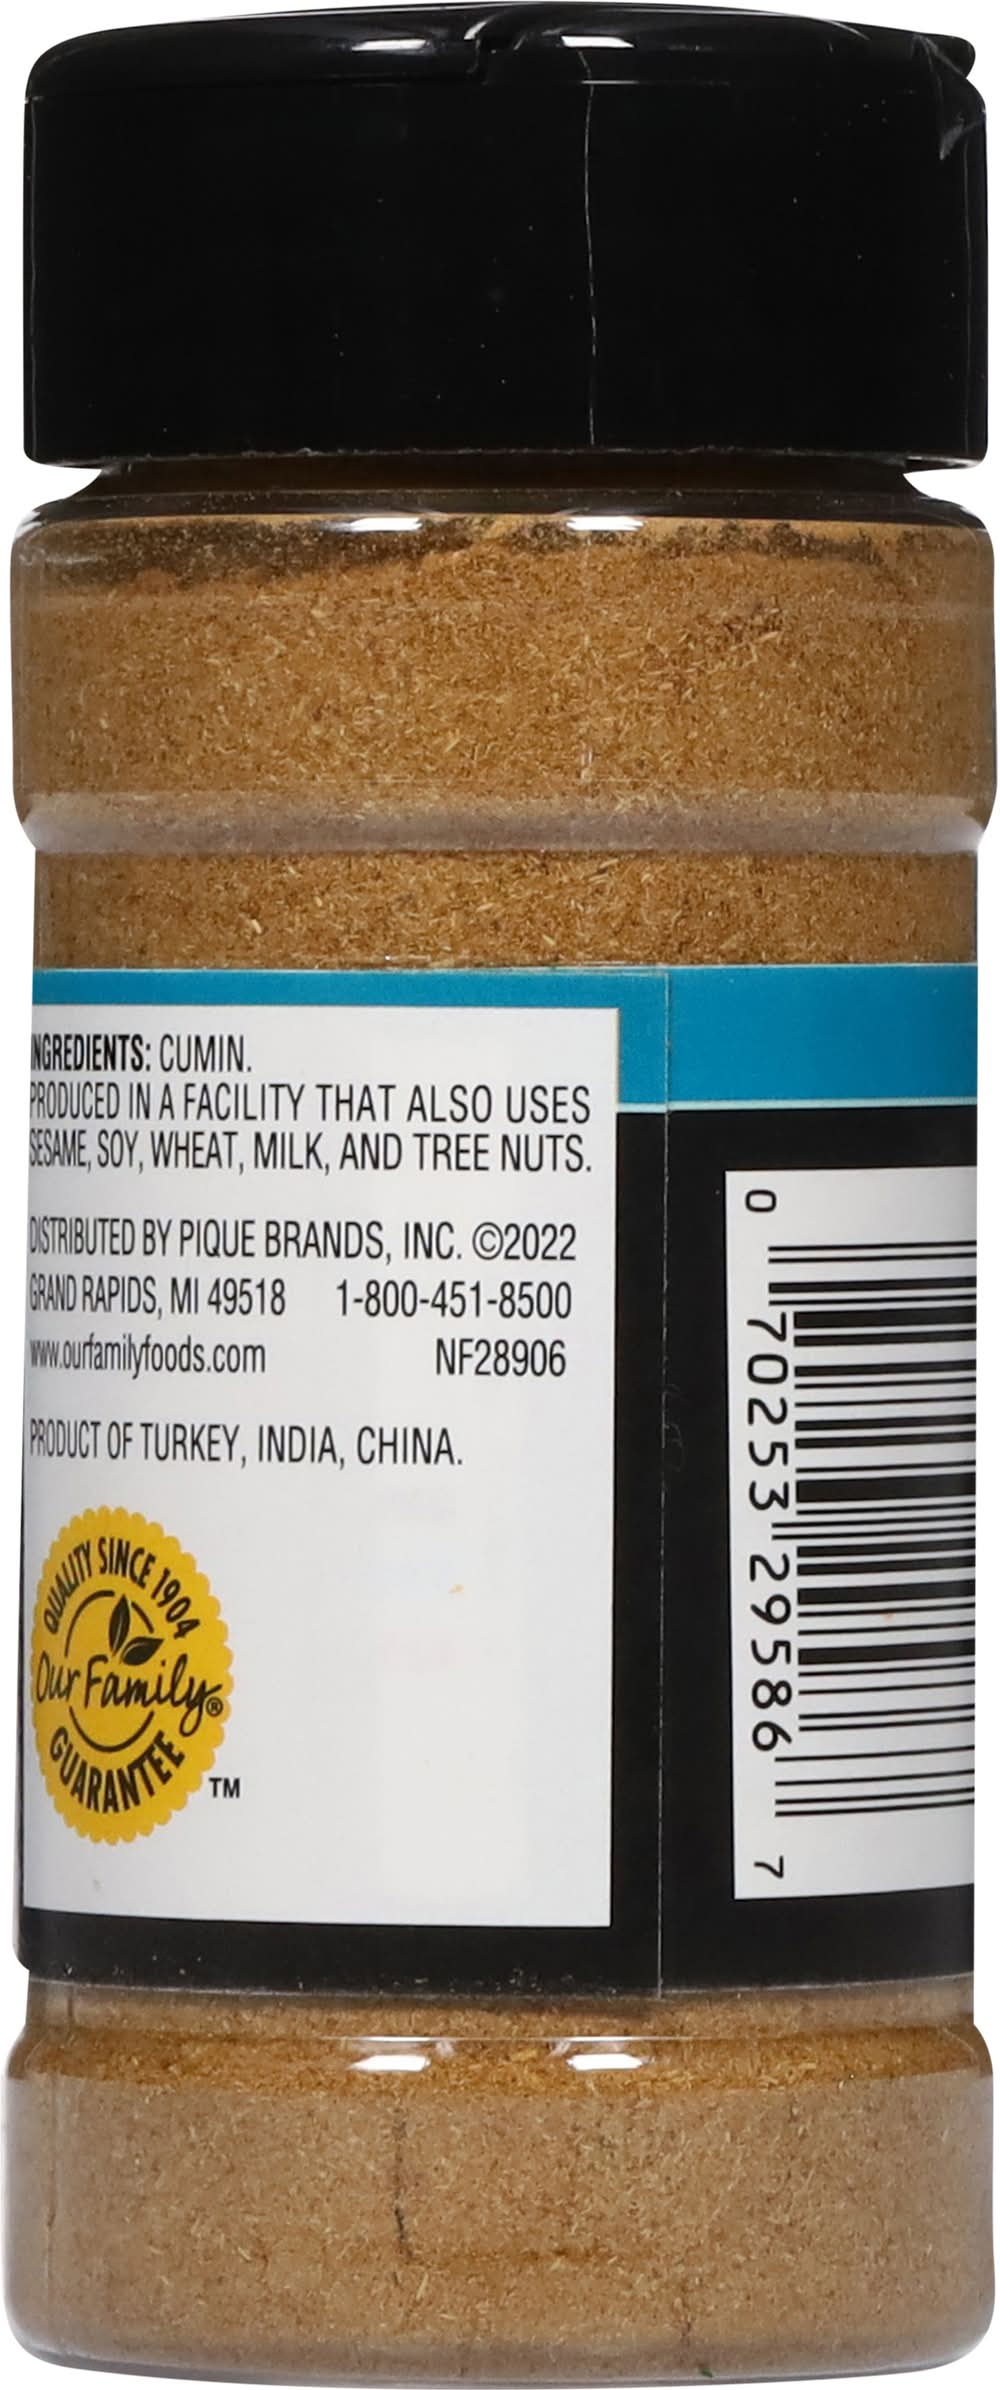 INGREDIENTS: CUMIN.
PRODUCED IN A FACILITY THAT ALSO USES
SESAME, SOY, WHEAT, MILK, AND TREE NUTS.
DISTRIBUTED BY PIQUE BRANDS, INC. ©2022
GRAND RAPIDS, MI 49518 1-800-451-8500
www.ourfamilyfoods.com NF28906
PRODUCT OF TURKEY, INDIA, CHINA.
QUALITY SINCE 1904
Our Family®
GUARANTEE
TM
0 70253 29586 7